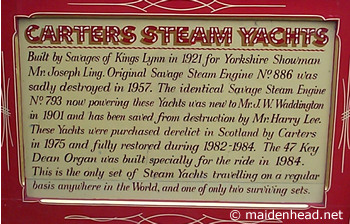 CARTERS STEAM YACHTS
Built by Savages of Kings Lynn in 1921 for Yorkshire Showman
Mr. Joseph Ling. Original Savage Steam Engine Nº 886 was
sadly destroyed in 1957. The identical Savage Steam Engine
Nº 793 now powering these Yachts was new to Mr. J.W. Waddington
in 1901 and has been saved from destruction by Mr. Harry Lee.
These Yachts were purchased derelict in Scotland by Carters
in 1975 and fully restored during 1982-1984. The 47 Key
Dean Organ was built specially for the ride in 1984.
This is the only set of Steam Yachts travelling on a regular
basis anywhere in the World, and one of only two surviving sets.
© maidenhead.net